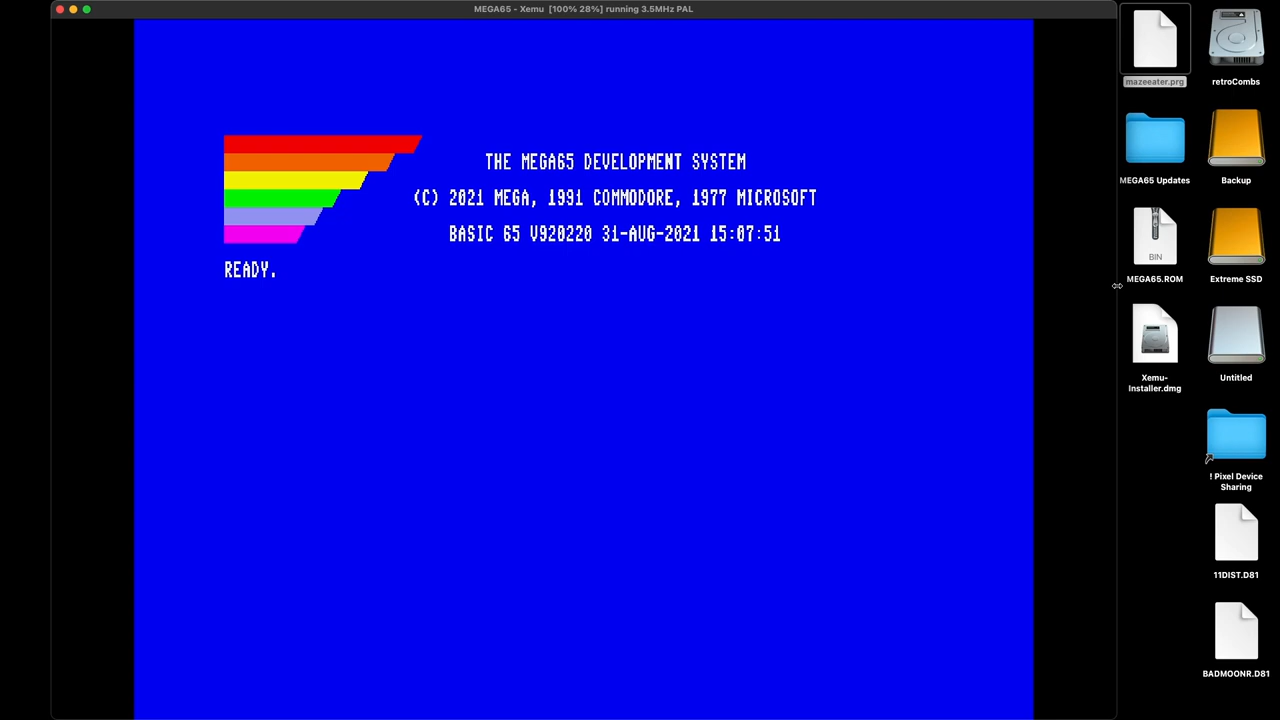 MEGA65 - Xemu [100% 28%] running 3.5MHz PAL
THE MEGA65 DEVELOPMENT SYSTEM
(C) 2021 MEGA, 1991 COMMODORE, 1977 MICROSOFT
BASIC 65 V920220 31-AUG-2021 15:07:51
READY.
mazeeater.prg
retroCombs
MEGA65 Updates
Backup
BIN
MEGA65.ROM
Extreme SSD
Xemu-
Installer.dmg
Untitled
! Pixel Device
Sharing
11DIST.D81
BADMOONR.D81